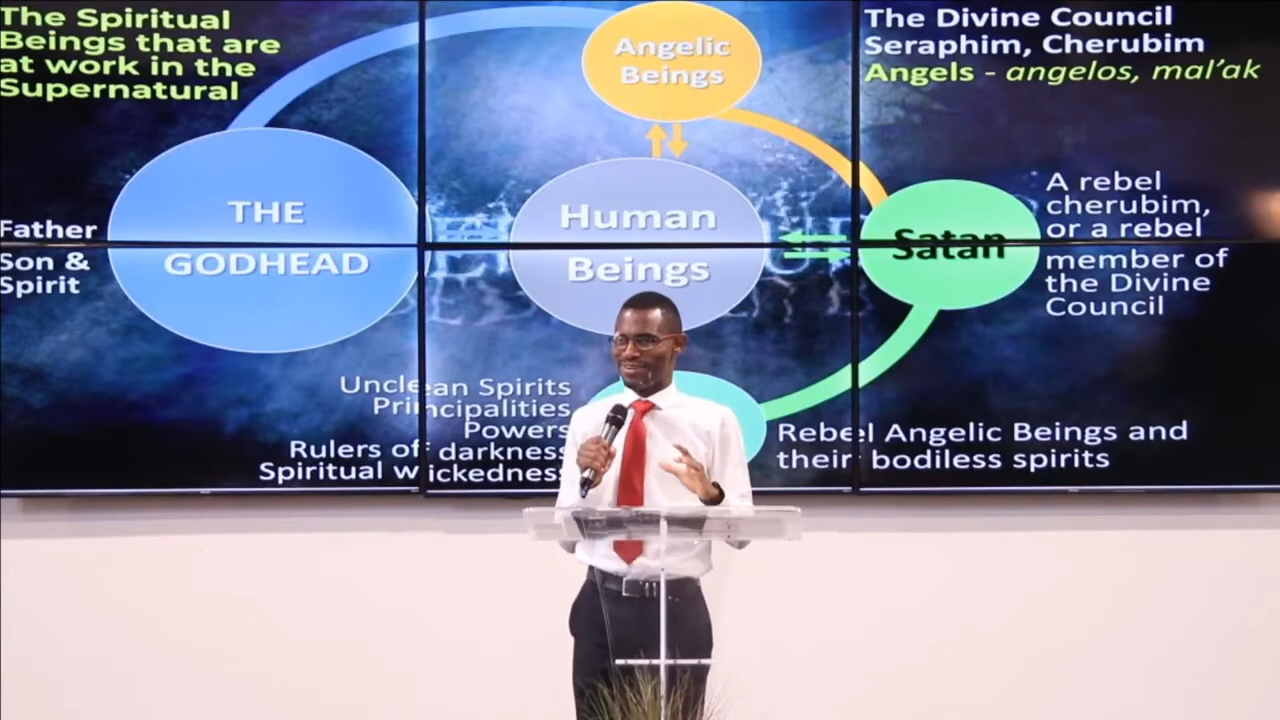 The Spiritual
Beings that are
at work in the
Supernatural
Angelic
Beings
The Divine Council
Seraphim, Cherubim
Angels - angelos, mal'ak
Father
Son &
Spirit
THE
GODHEAD
Human
Beings
Satan
A rebel
cherubim,
or a rebel
member of
the Divine
Council
Unclean Spirits
Principalities
Powers
Rulers of darkness
Spiritual wickedness
Rebel Angelic Beings and
their bodiless spirits